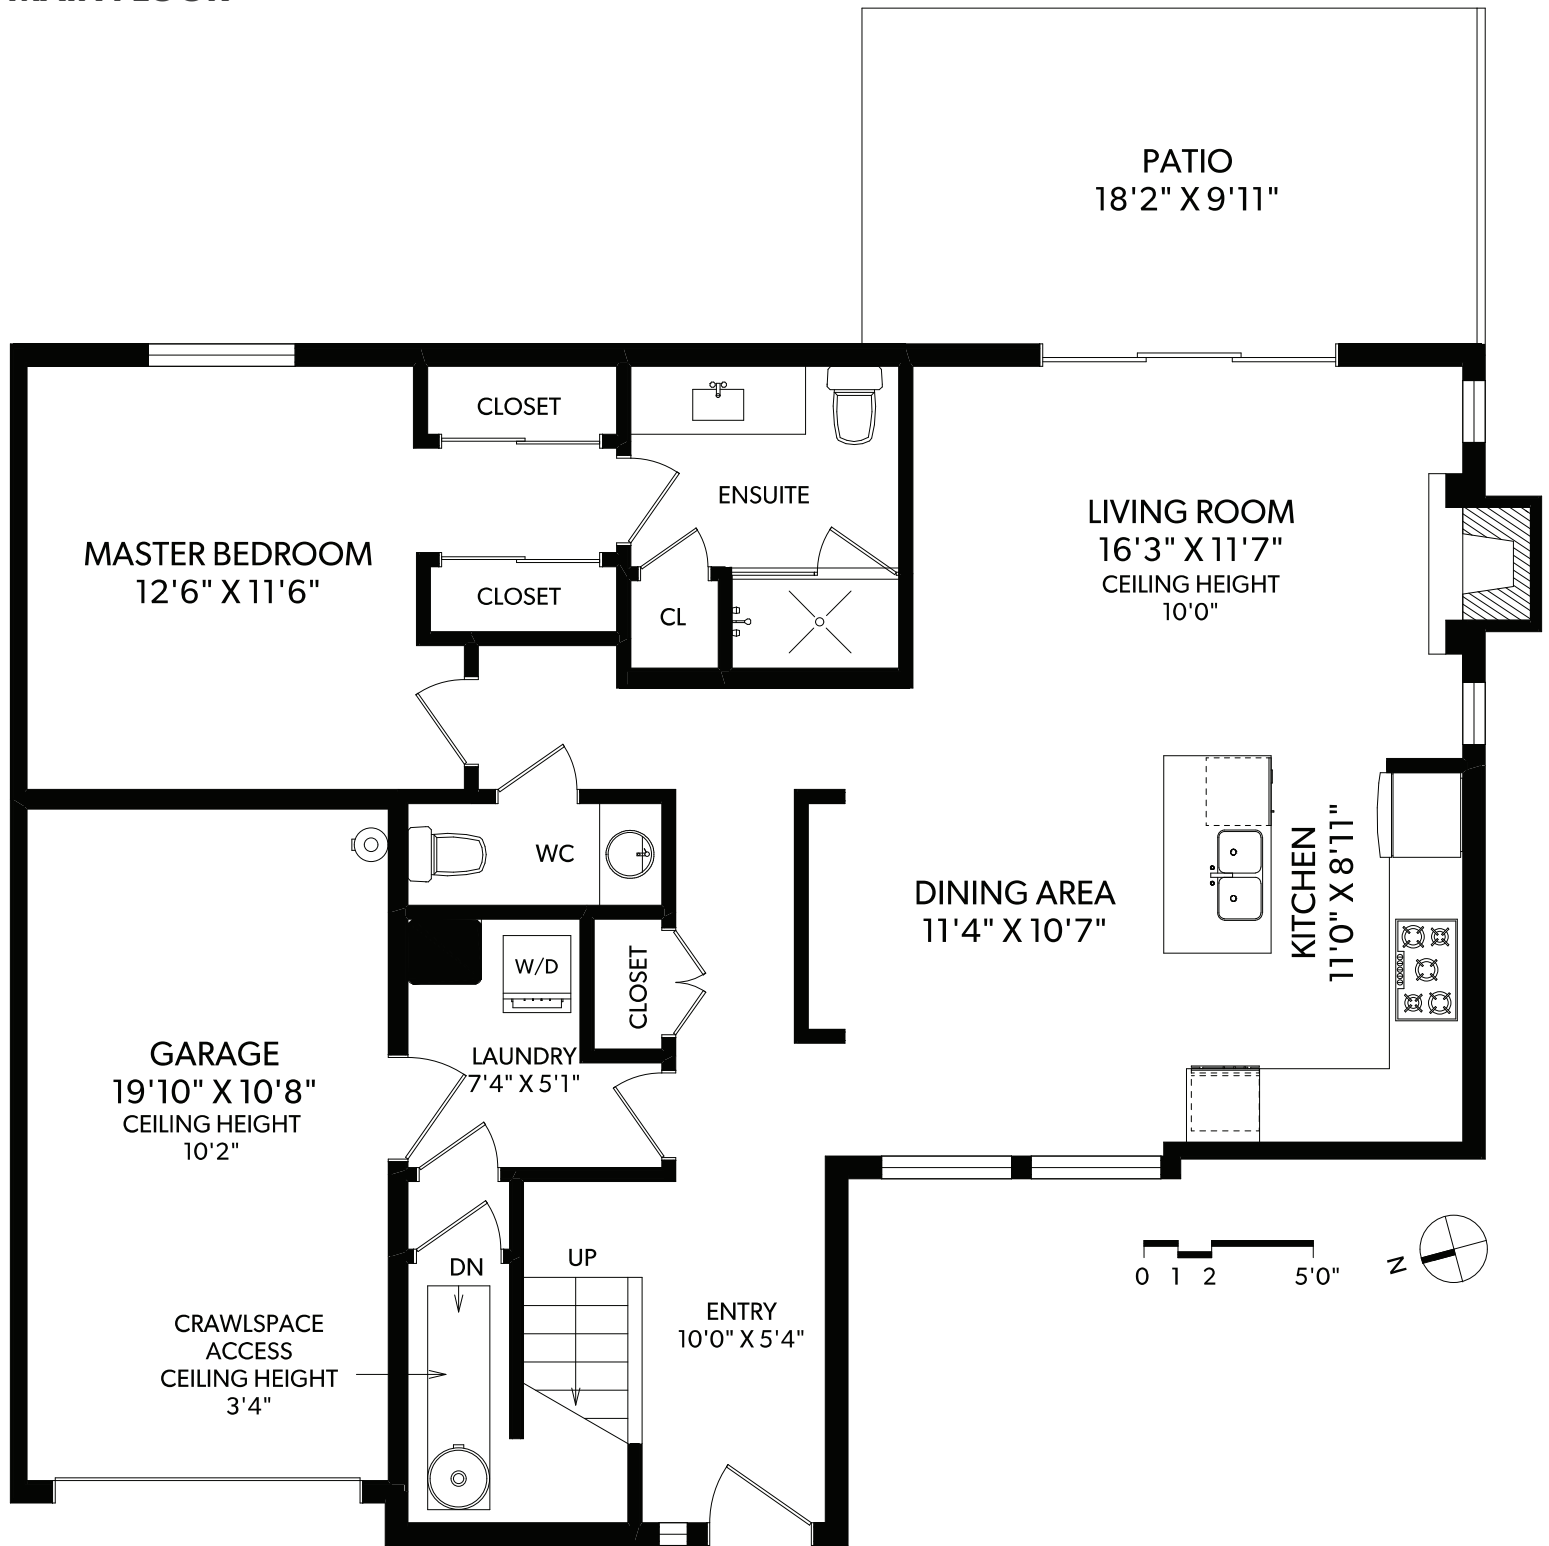 PATIO
18'2" X 9'11"
CLOSET
ENSUITE
LIVING ROOM
16'3" X 11'7"
CEILING HEIGHT
10'0"
MASTER BEDROOM
12'6" X 11'6"
CLOSET
CL
WC
DINING AREA
11'4" X 10'7"
KITCHEN
11'0" X 8'11"
W/D
CLOSET
LAUNDRY
7'4" X 5'1"
GARAGE
19'10" X 10'8"
CEILING HEIGHT
10'2"
DN
UP
CRAWLSPACE
ACCESS
CEILING HEIGHT
3'4"
ENTRY
10'0" X 5'4"
0 1 2 5'0"
N